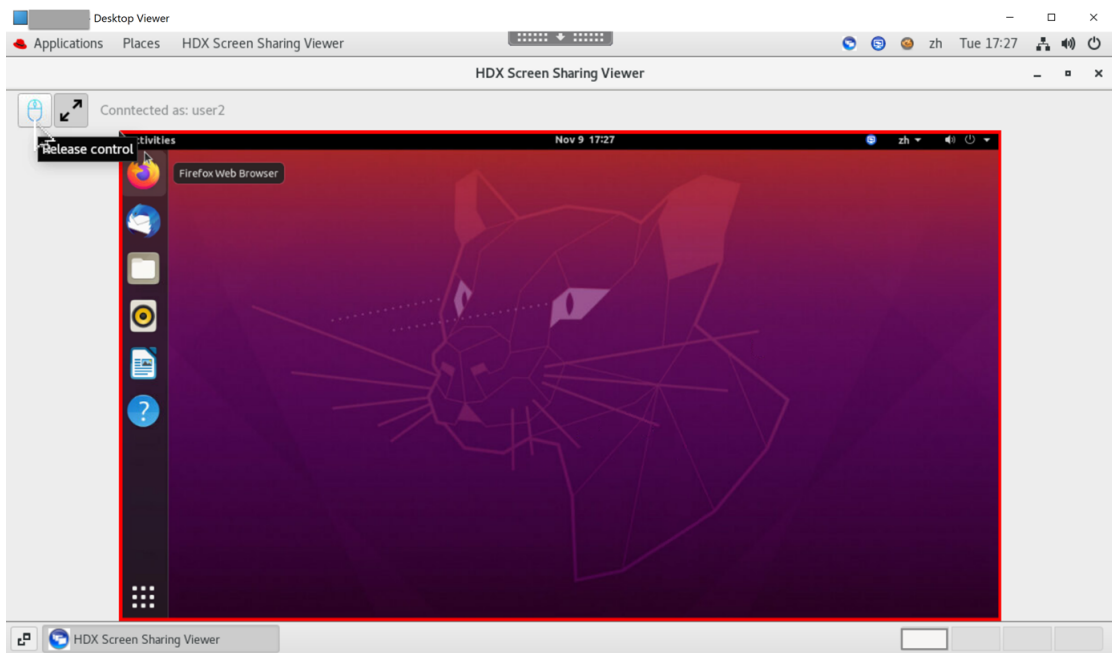 Desktop Viewer
Applications Places HDX Screen Sharing Viewer zh Tue 17:27
HDX Screen Sharing Viewer
Conntected as: user2
Release control
tivities Nov 9 17:27 zh
Firefox Web Browser
?
HDX Screen Sharing Viewer